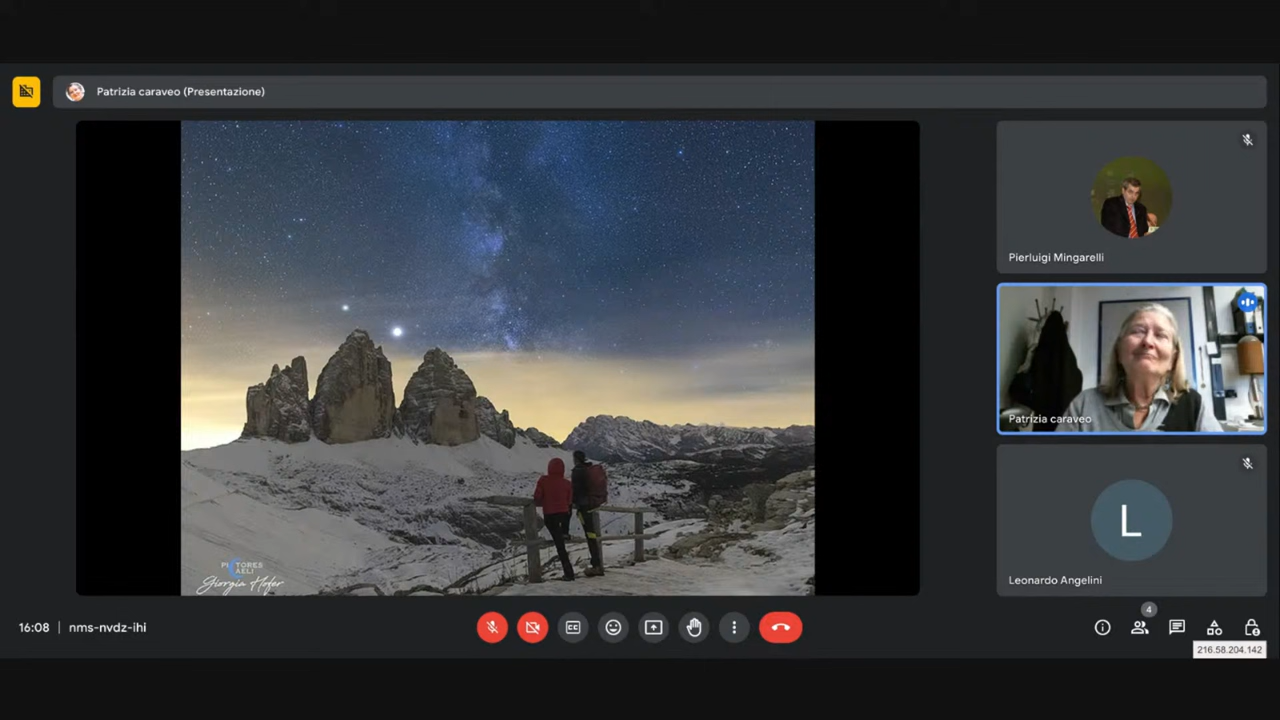 Patrizia caraveo (Presentazione)
Pierluigi Mingarelli
Patrizia caraveo
L
Leonardo Angelini
PICTORES
CAELI
Giorgia Hofer
16:08 | nms-nvdz-ihi
CC
4
216.58.204.142